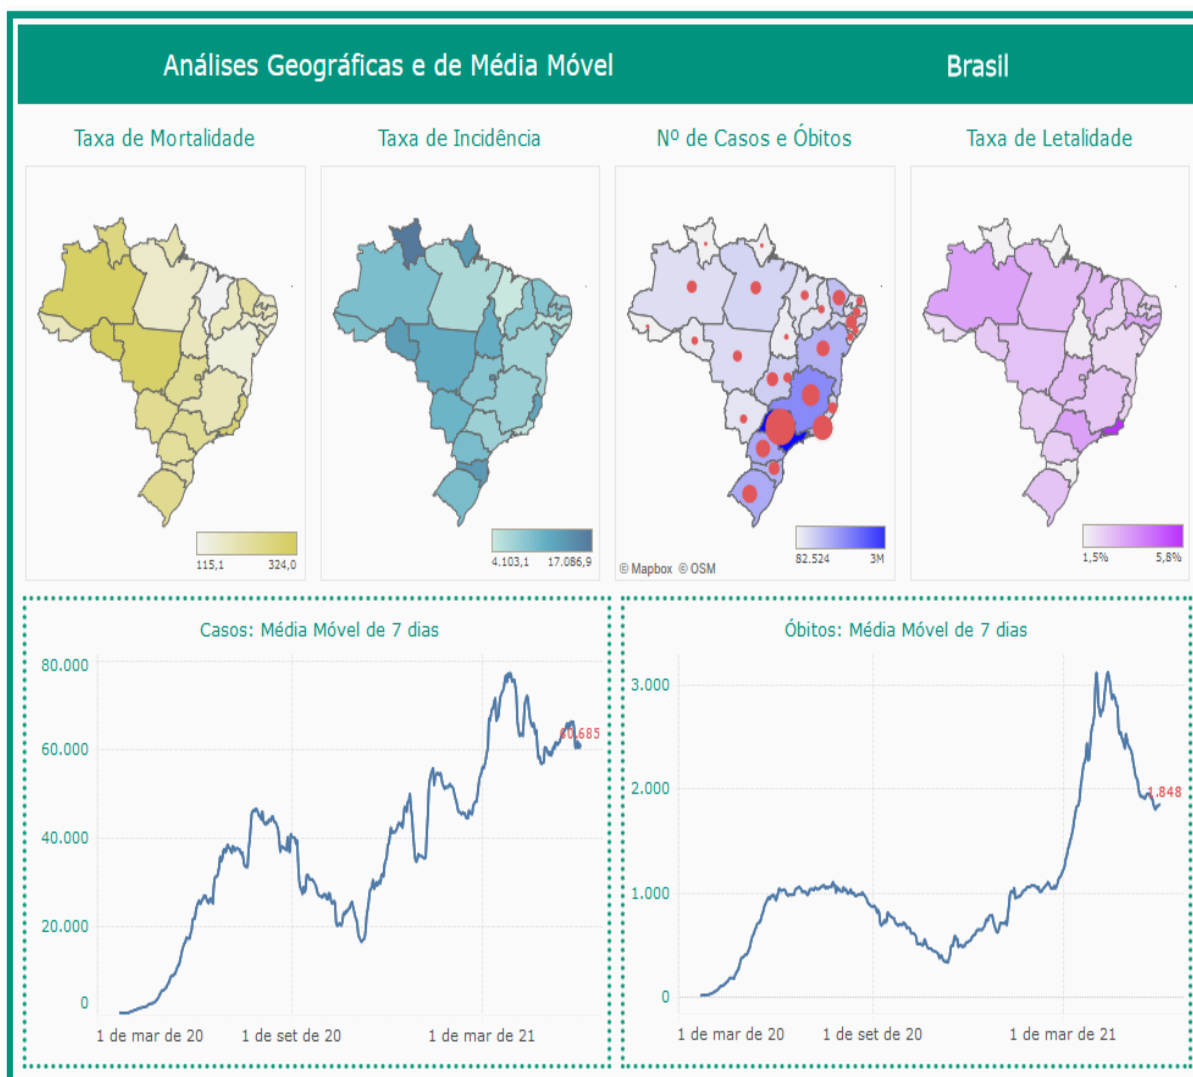 Análises Geográficas e de Média Móvel
Brasil
Taxa de Mortalidade
Taxa de Incidência
Nº de Casos e Óbitos
Taxa de Letalidade
115,1 324,0
4.103,1 17.086,9
© Mapbox © OSM
82.524 3M
1,5% 5,8%
Casos: Média Móvel de 7 dias
80.000
60.000
40.000
20.000
0
60.685
1 de mar de 20 1 de set de 20 1 de mar de 21
Óbitos: Média Móvel de 7 dias
3.000
2.000
1.000
0
1.848
1 de mar de 20 1 de set de 20 1 de mar de 21